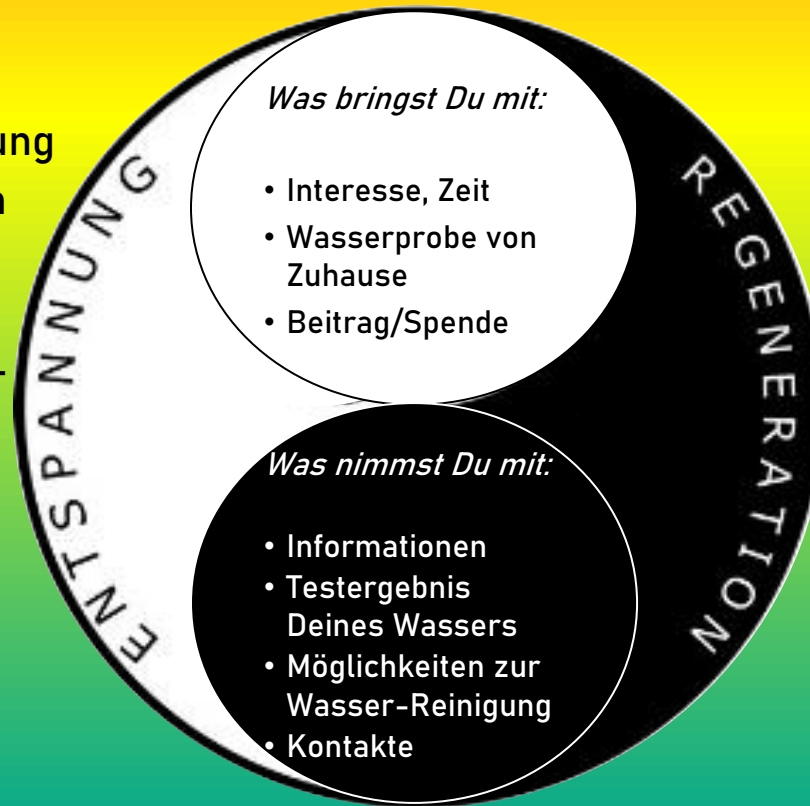 ung
n
-
ENTSPANNUNG
Was bringst Du mit:
• Interesse, Zeit
• Wasserprobe von
Zuhause
• Beitrag/Spende
REGENERATION
Was nimmst Du mit:
• Informationen
• Testergebnis
Deines Wassers
• Möglichkeiten zur
Wasser-Reinigung
• Kontakte